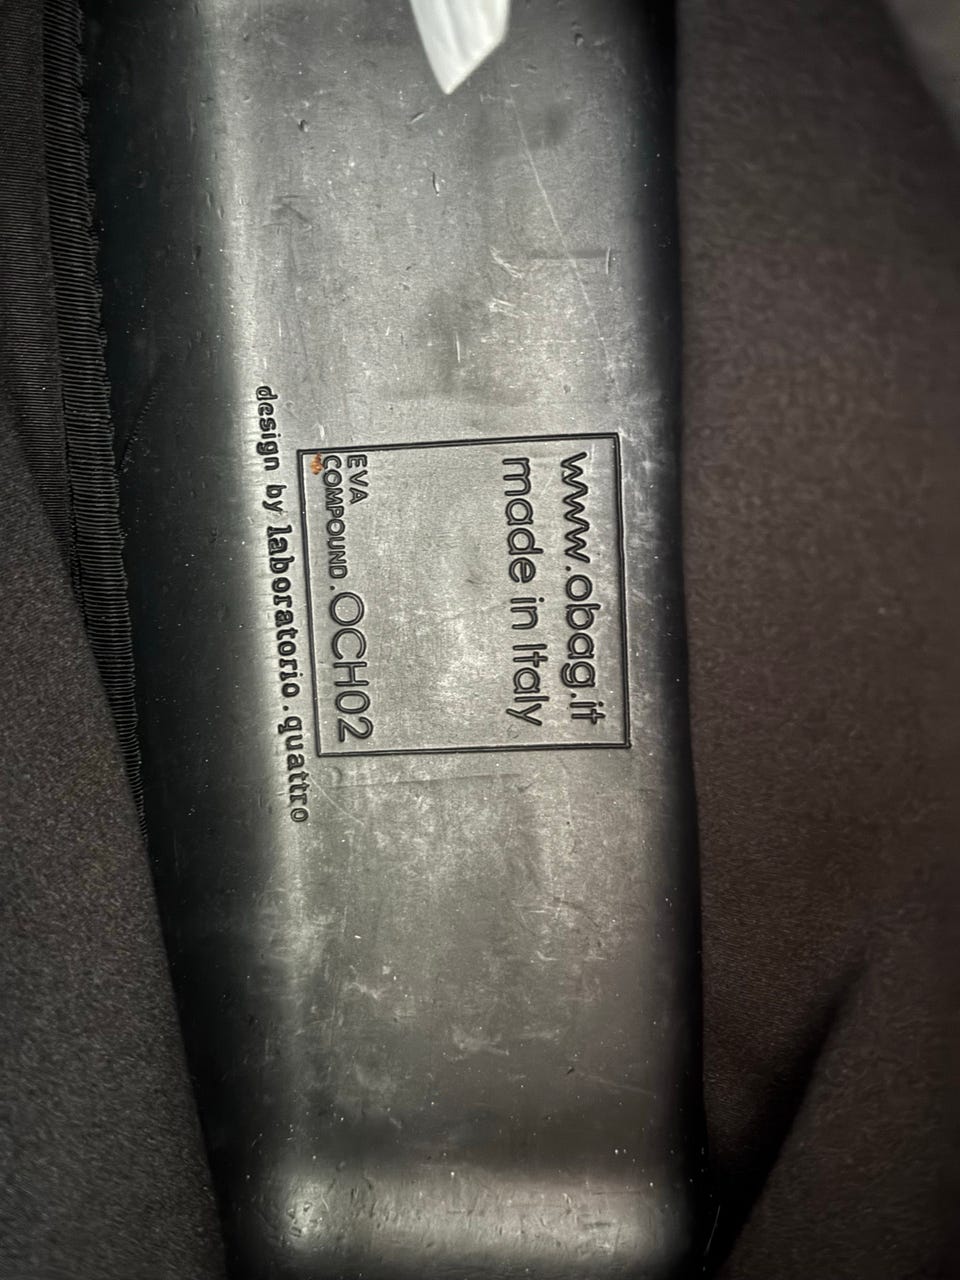 www.obag.it
made in Italy
EVA
COMPOUND.OCH02
design by laboratorio.quattro